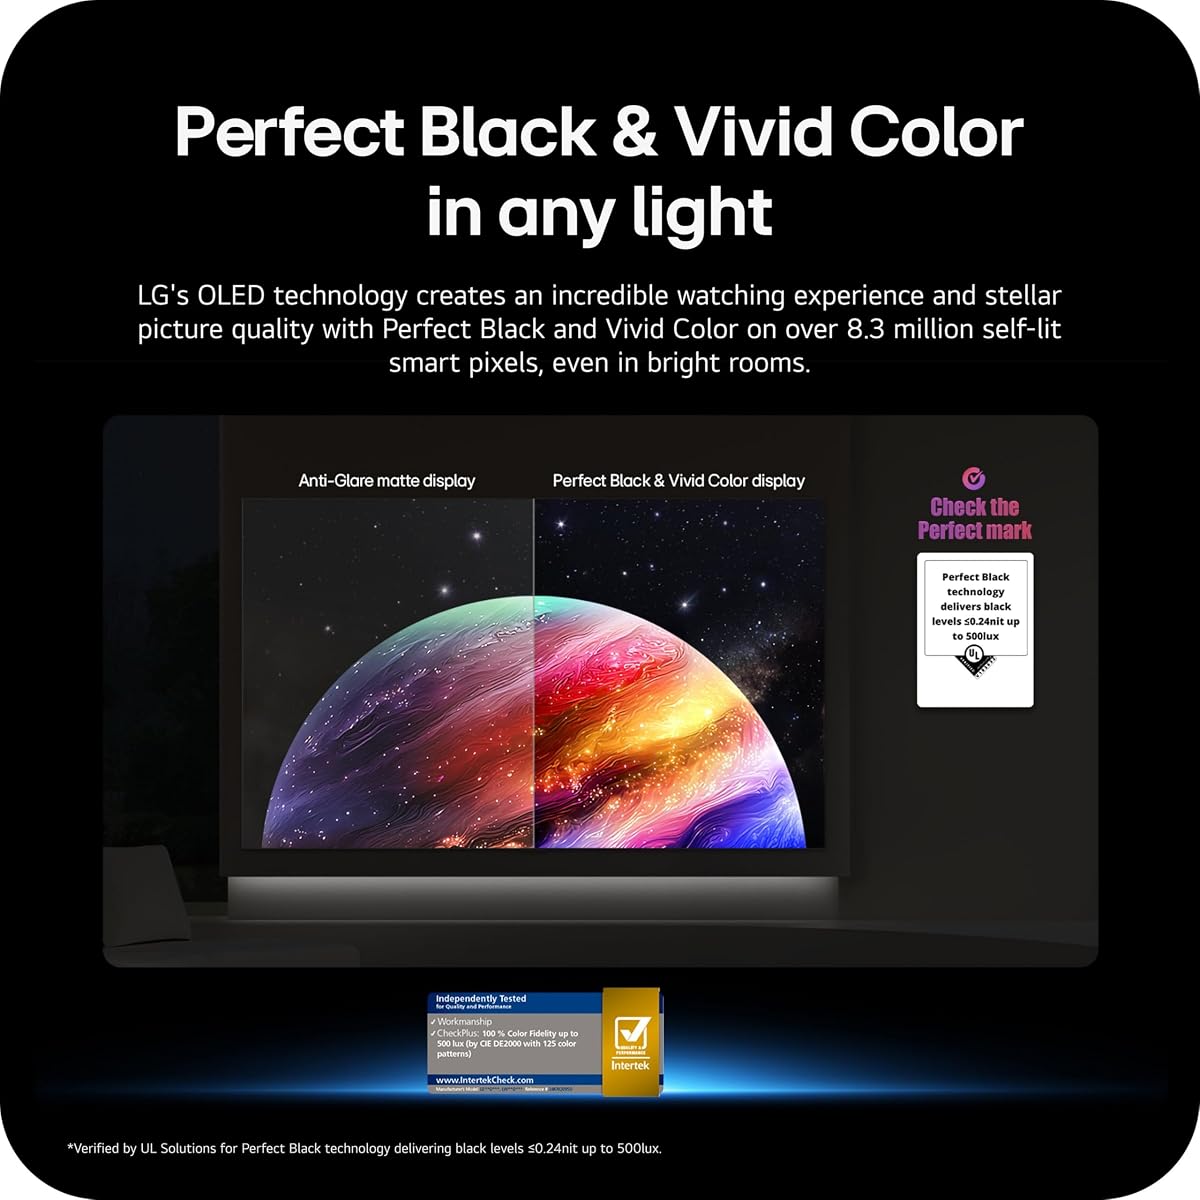 Perfect Black & Vivid Color
in any light
LG's OLED technology creates an incredible watching experience and stellar
picture quality with Perfect Black and Vivid Color on over 8.3 million self-lit
smart pixels, even in bright rooms.
Anti-Glare matte display
Perfect Black & Vivid Color display
Check the
Perfect mark
Perfect Black
technology
delivers black
levels ≤0.24nit up
to 500lux
UL
Independently Tested
for Quality and Performance
✓ Workmanship
✓ CheckPlus: 100 % Color Fidelity up to
500 lux (by CIE DE2000 with 125 color
patterns)
www.IntertekCheck.com
QUALITY &
PERFORMANCE
Intertek
*Verified by UL Solutions for Perfect Black technology delivering black levels ≤0.24nit up to 500lux.